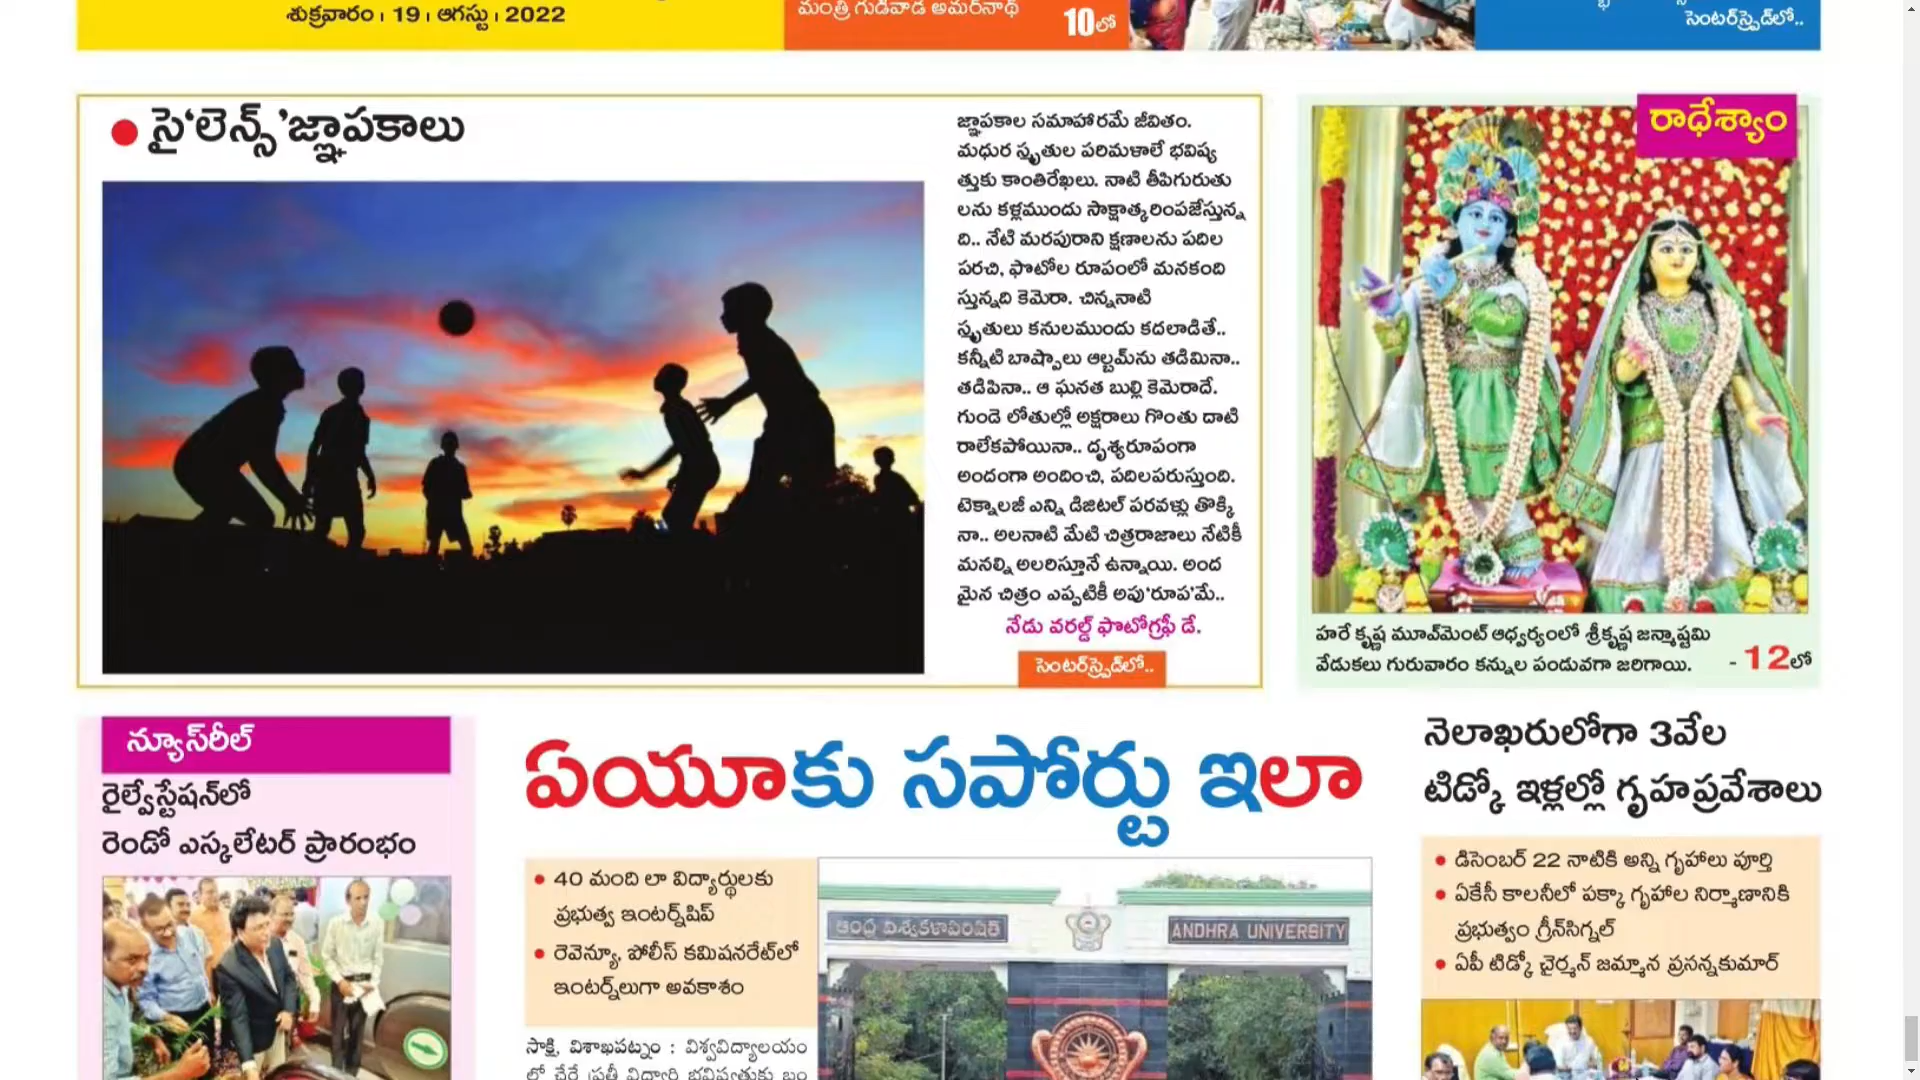 శుక్రవారం । 19 । ఆగస్టు । 2022
మంత్రి గుడివాడ అమర్‌నాథ్
10లో
సెంటర్‌స్ప్రెడ్‌లో..
సై‘లెన్స్’జ్ఞాపకాలు
జ్ఞాపకాల సమాహారమే జీవితం.
మధుర స్మృతుల పరిమళాలే భవిష్య
త్తుకు కాంతిరేఖలు. నాటి తీపిగురుతు
లను కళ్లముందు సాక్షాత్కరింపజేస్తున్న
ది.. నేటి మరపురాని క్షణాలను పదిల
పరచి, ఫొటోల రూపంలో మనకంది
స్తున్నది కెమెరా. చిన్ననాటి
స్మృతులు కనులముందు కదలాడితే..
కన్నీటి బాష్పాలు ఆల్బమ్‌ను తడిమినా..
తడిపినా.. ఆ ఘనత బుల్లి కెమెరాదే.
గుండె లోతుల్లో అక్షరాలు గొంతు దాటి
రాలేకపోయినా.. దృశ్యరూపంగా
అందంగా అందించి, పదిలపరుస్తుంది.
టెక్నాలజీ ఎన్ని డిజిటల్ పరవళ్లు తొక్కి
నా.. అలనాటి మేటి చిత్రరాజాలు నేటికీ
మనల్ని అలరిస్తూనే ఉన్నాయి. అంద
మైన చిత్రం ఎప్పటికీ అపు‘రూప’మే..
నేడు వరల్డ్ ఫొటోగ్రఫీ డే.
సెంటర్‌స్ప్రెడ్‌లో..
రాధేశ్యాం
హరే కృష్ణ మూవ్‌మెంట్ ఆధ్వర్యంలో శ్రీకృష్ణ జన్మాష్టమి
వేడుకలు గురువారం కన్నుల పండువగా జరిగాయి. - 12లో
న్యూస్‌రీల్
రైల్వేస్టేషన్‌లో
రెండో ఎస్కలేటర్ ప్రారంభం
ఏయూకు సపోర్టు ఇలా
• 40 మంది లా విద్యార్థులకు
ప్రభుత్వ ఇంటర్న్‌షిప్
• రెవెన్యూ, పోలీస్ కమిషనరేట్‌లో
ఇంటర్న్‌లుగా అవకాశం
సాక్షి, విశాఖపట్నం : విశ్వవిద్యాలయం
లో చేరే ప్రతీ విద్యార్థి భవిష్యత్తుకు బం
ఆంధ్ర విశ్వకళాపరిషత్
ANDHRA UNIVERSITY
నెలాఖరులోగా 3వేల
టిడ్కో ఇళ్లల్లో గృహప్రవేశాలు
• డిసెంబర్ 22 నాటికి అన్ని గృహాలు పూర్తి
• ఏకేసీ కాలనీలో పక్కా గృహాల నిర్మాణానికి
ప్రభుత్వం గ్రీన్‌సిగ్నల్
• ఏపీ టిడ్కో చైర్మన్ జమ్మాన ప్రసన్నకుమార్